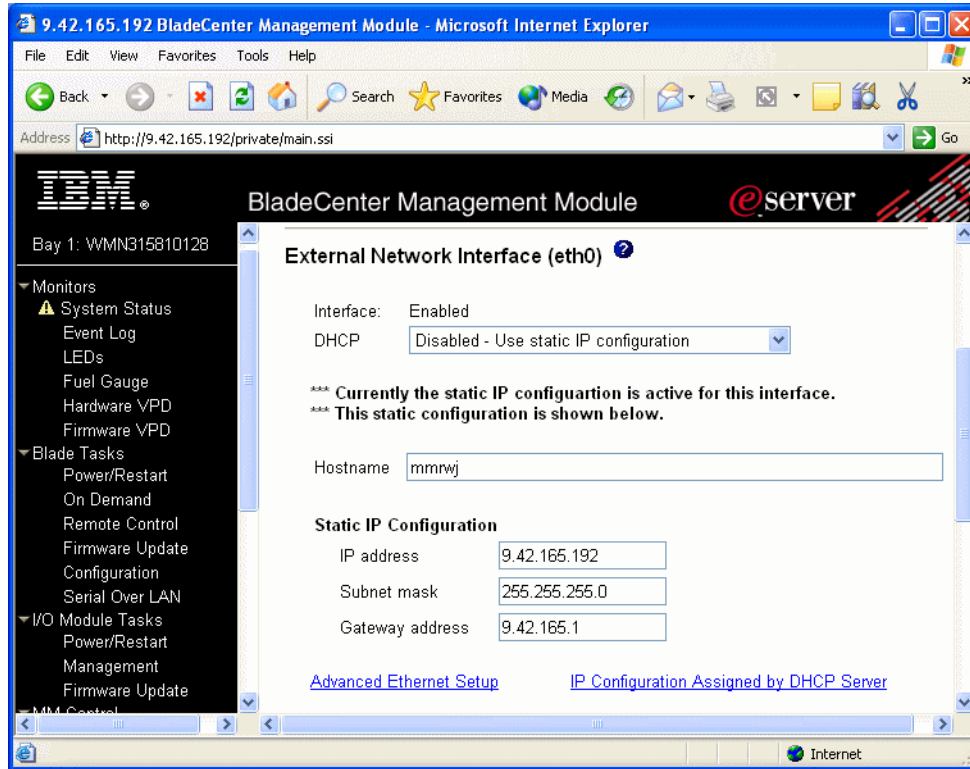 9.42.165.192 BladeCenter Management Module - Microsoft Internet Explorer
File Edit View Favorites Tools Help
Back Search Favorites Media
Address http://9.42.165.192/private/main.ssi Go
IBM® BladeCenter Management Module eserver
Bay 1: WMN315810128
Monitors
System Status
Event Log
LEDs
Fuel Gauge
Hardware VPD
Firmware VPD
Blade Tasks
Power/Restart
On Demand
Remote Control
Firmware Update
Configuration
Serial Over LAN
I/O Module Tasks
Power/Restart
Management
Firmware Update
MM Control
External Network Interface (eth0) ?
Interface: Enabled
DHCP Disabled - Use static IP configuration
*** Currently the static IP configuartion is active for this interface.
*** This static configuration is shown below.
Hostname mmrwj
Static IP Configuration
IP address 9.42.165.192
Subnet mask 255.255.255.0
Gateway address 9.42.165.1
Advanced Ethernet Setup IP Configuration Assigned by DHCP Server
Internet